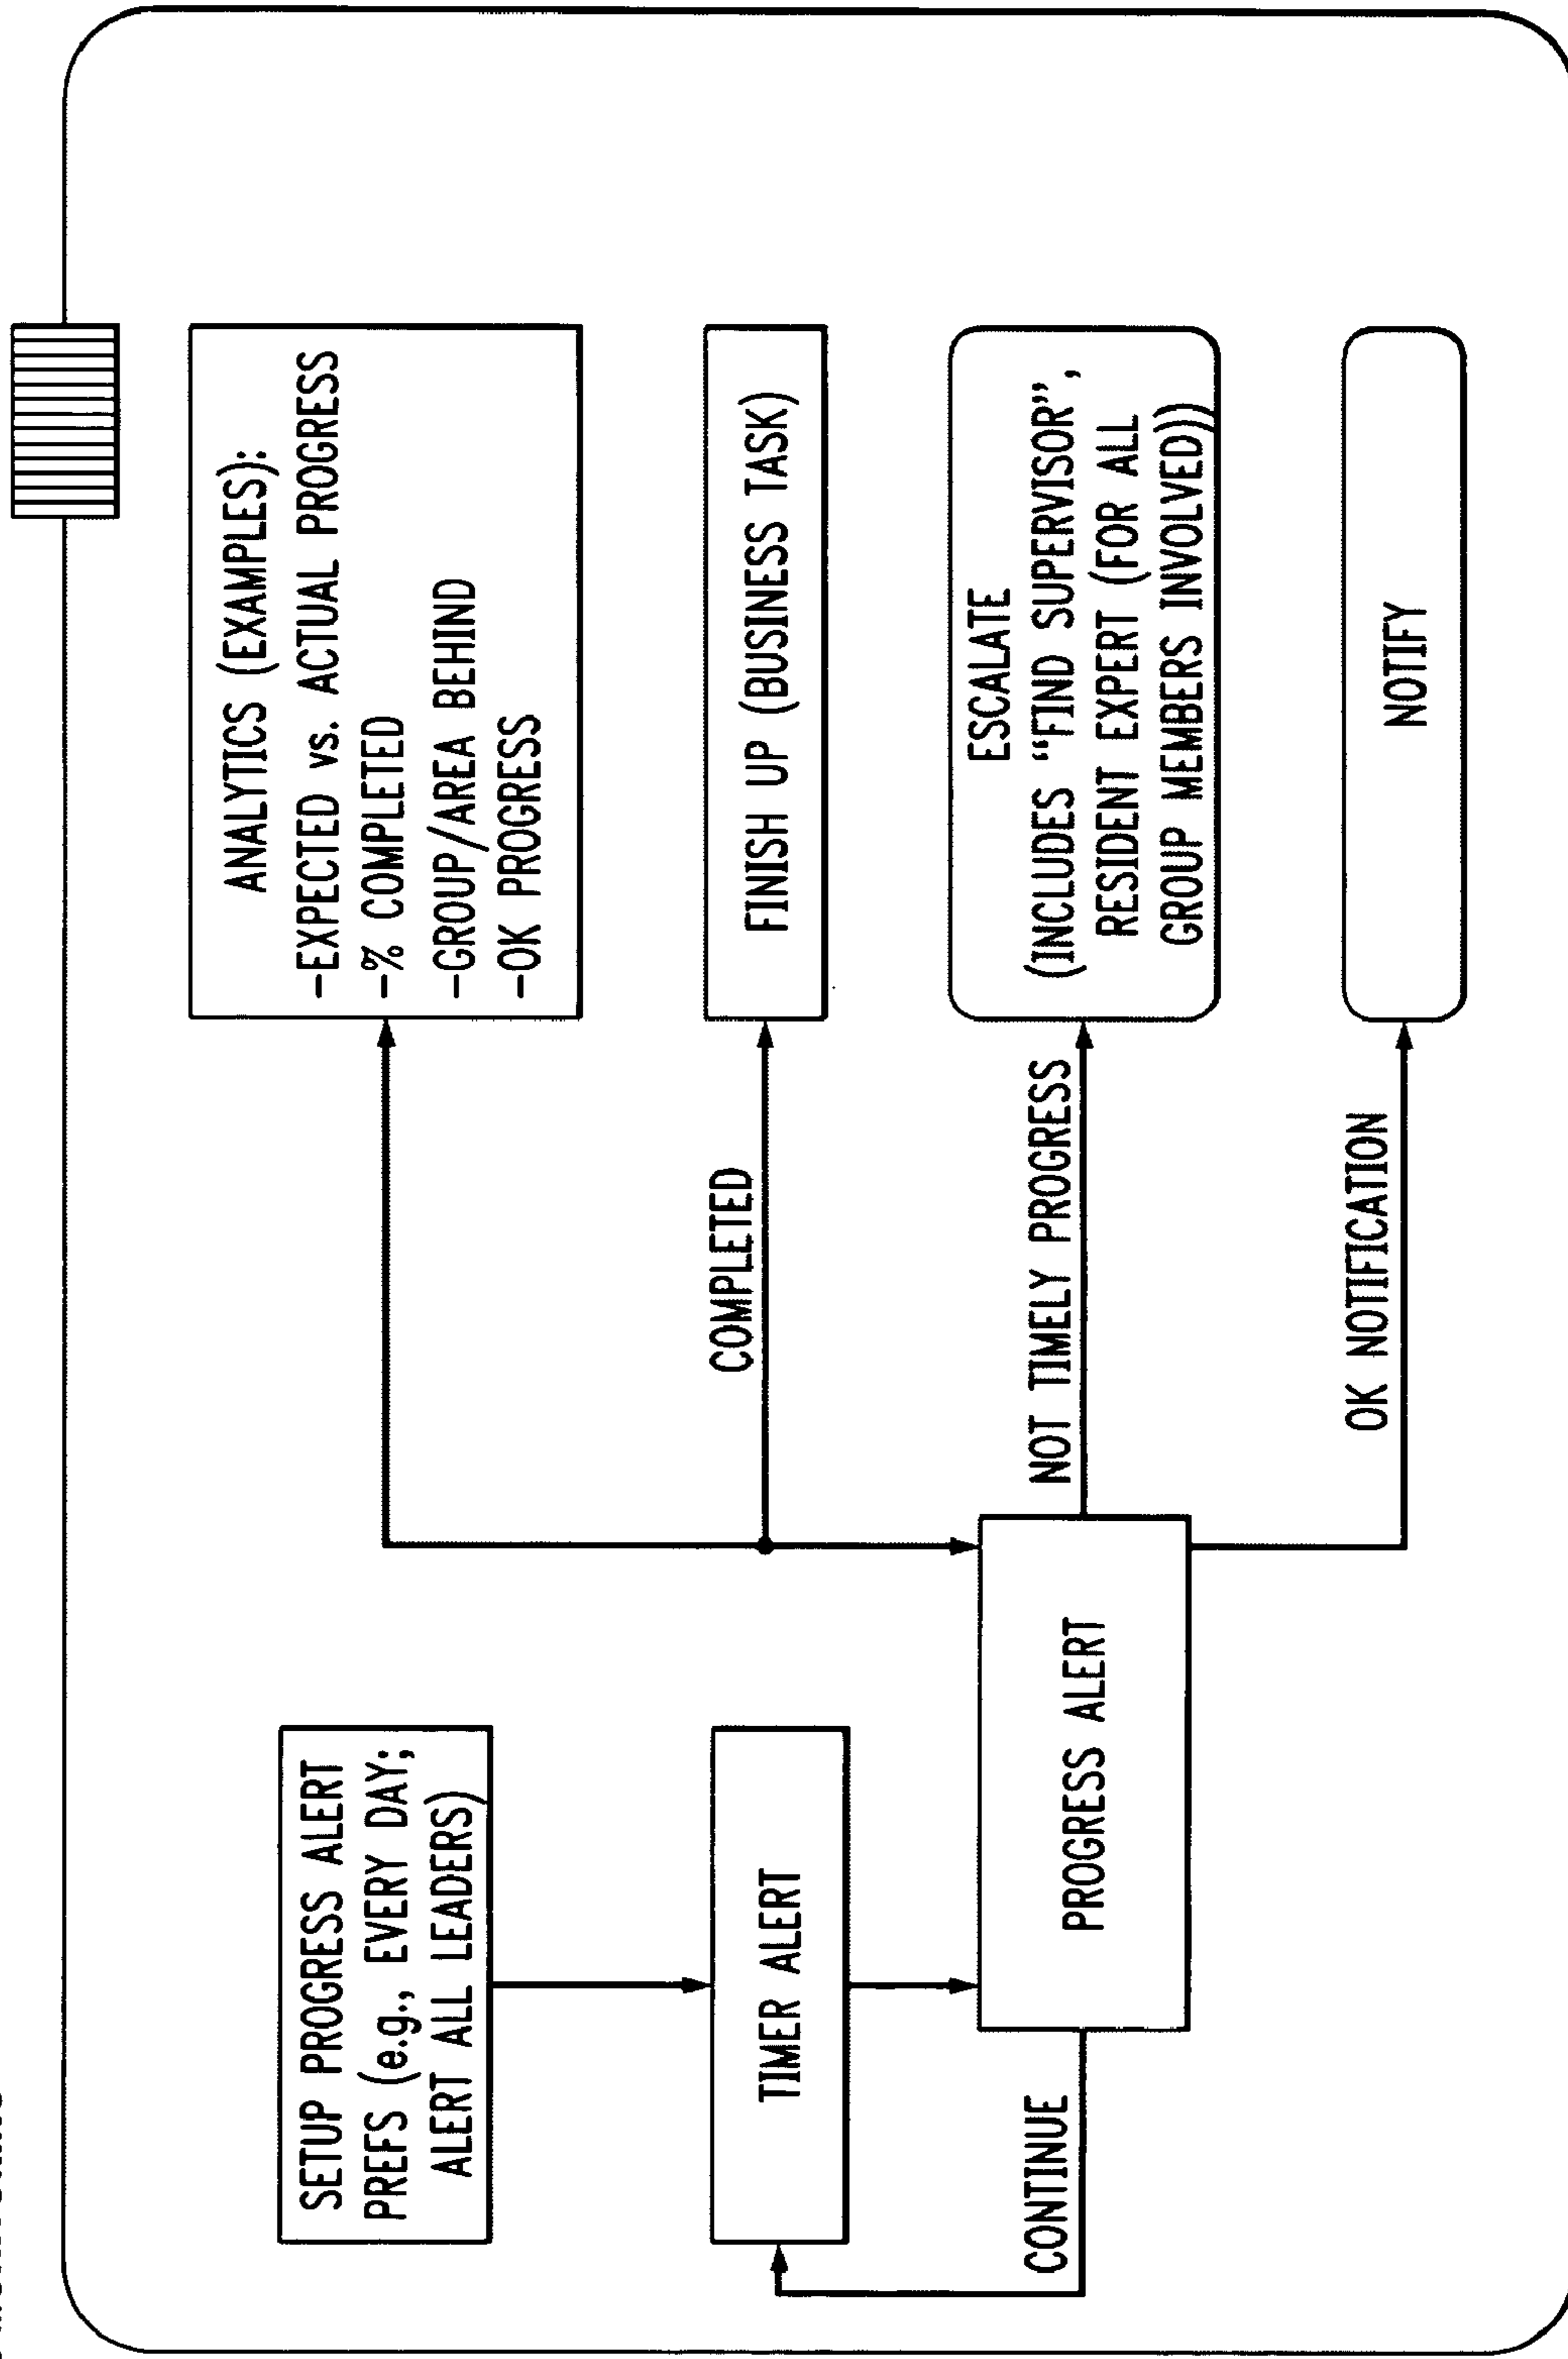 SETUP PROGRESS ALERT
PREFS (e.g., EVERY DAY;
ALERT ALL LEADERS)
TIMER ALERT
CONTINUE
PROGRESS ALERT
ANALYTICS (EXAMPLES):
-EXPECTED vs. ACTUAL PROGRESS
-% COMPLETED
-GROUP/AREA BEHIND
-OK PROGRESS
COMPLETED
FINISH UP (BUSINESS TASK)
NOT TIMELY PROGRESS
ESCALATE
(INCLUDES “FIND SUPERVISOR”,
RESIDENT EXPERT (FOR ALL
GROUP MEMBERS INVOLVED))
OK NOTIFICATION
NOTIFY